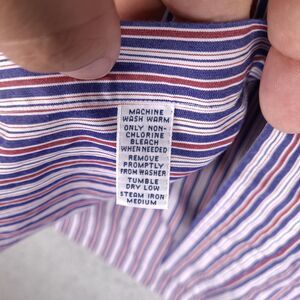 MACHINE
WASH WARM
ONLY NON-
CHLORINE
BLEACH
WHEN NEEDED
REMOVE
PROMPTLY
FROM WASHER
TUMBLE
DRY LOW
STEAM IRON
MEDIUM